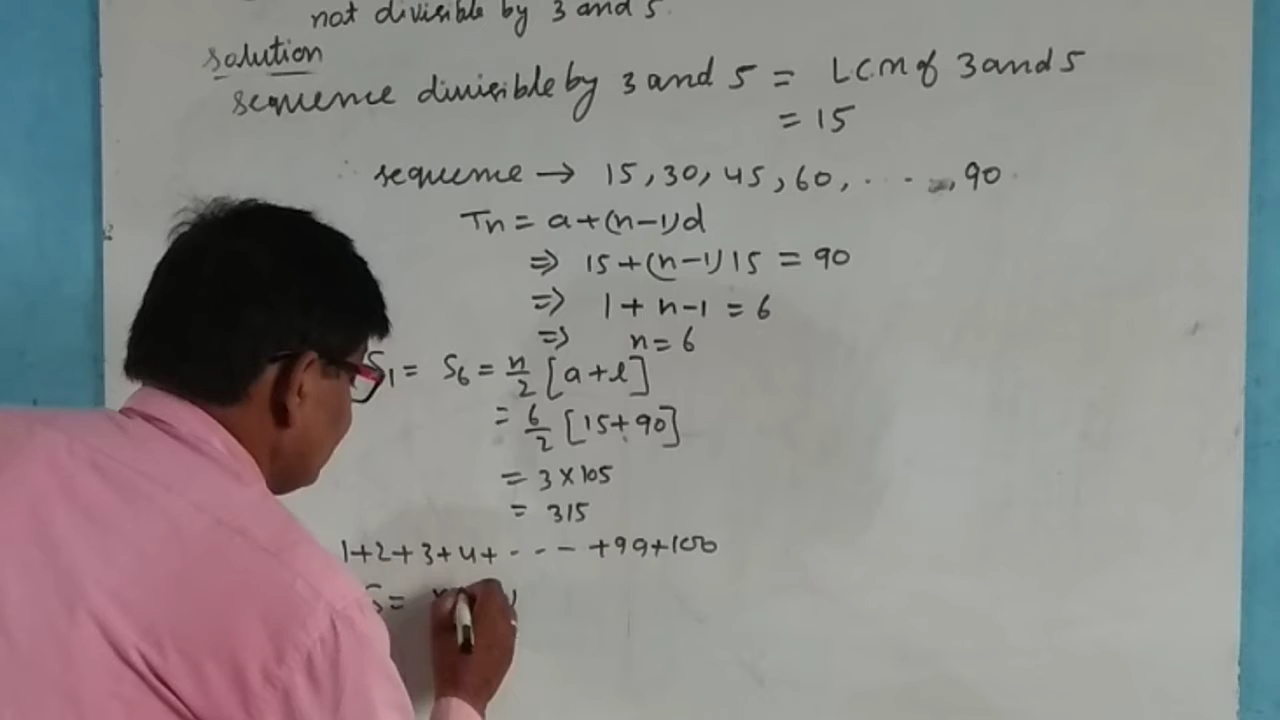 not divisible by 3 and 5.
solution
sequence divisible by 3 and 5 = LCM of 3 and 5
= 15
sequence → 15, 30, 45, 60, . . . , 90
Tn = a + (n-1)d
⇒ 15 + (n-1) 15 = 90
⇒ 1 + n-1 = 6
⇒ n = 6
S1 = S6 = n/2 [a+l]
= 6/2 [15+90]
= 3 × 105
= 315
1+2+3+4+ - - - +99+100
S =